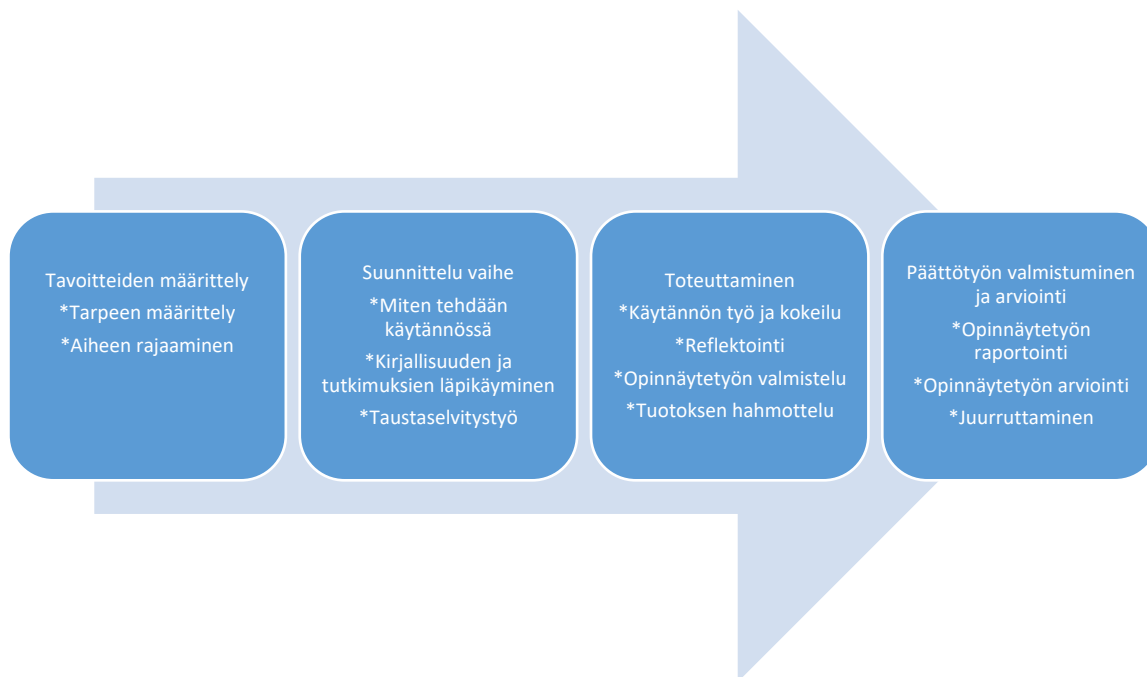 Tavoitteiden määrittely
*Tarpeen määrittely
*Aiheen rajaaminen
Suunnittelu vaihe
*Miten tehdään
käytännössä
*Kirjallisuuden ja
tutkimuksien läpikäyminen
*Taustaselvitystyö
Toteuttaminen
*Käytännön työ ja kokeilu
*Reflektointi
*Opinnäytetyön valmistelu
*Tuotoksen hahmottelu
Päättötyön valmistuminen
ja arviointi
*Opinnäytetyön
raportointi
*Opinnäytetyön arviointi
*Juurruttaminen